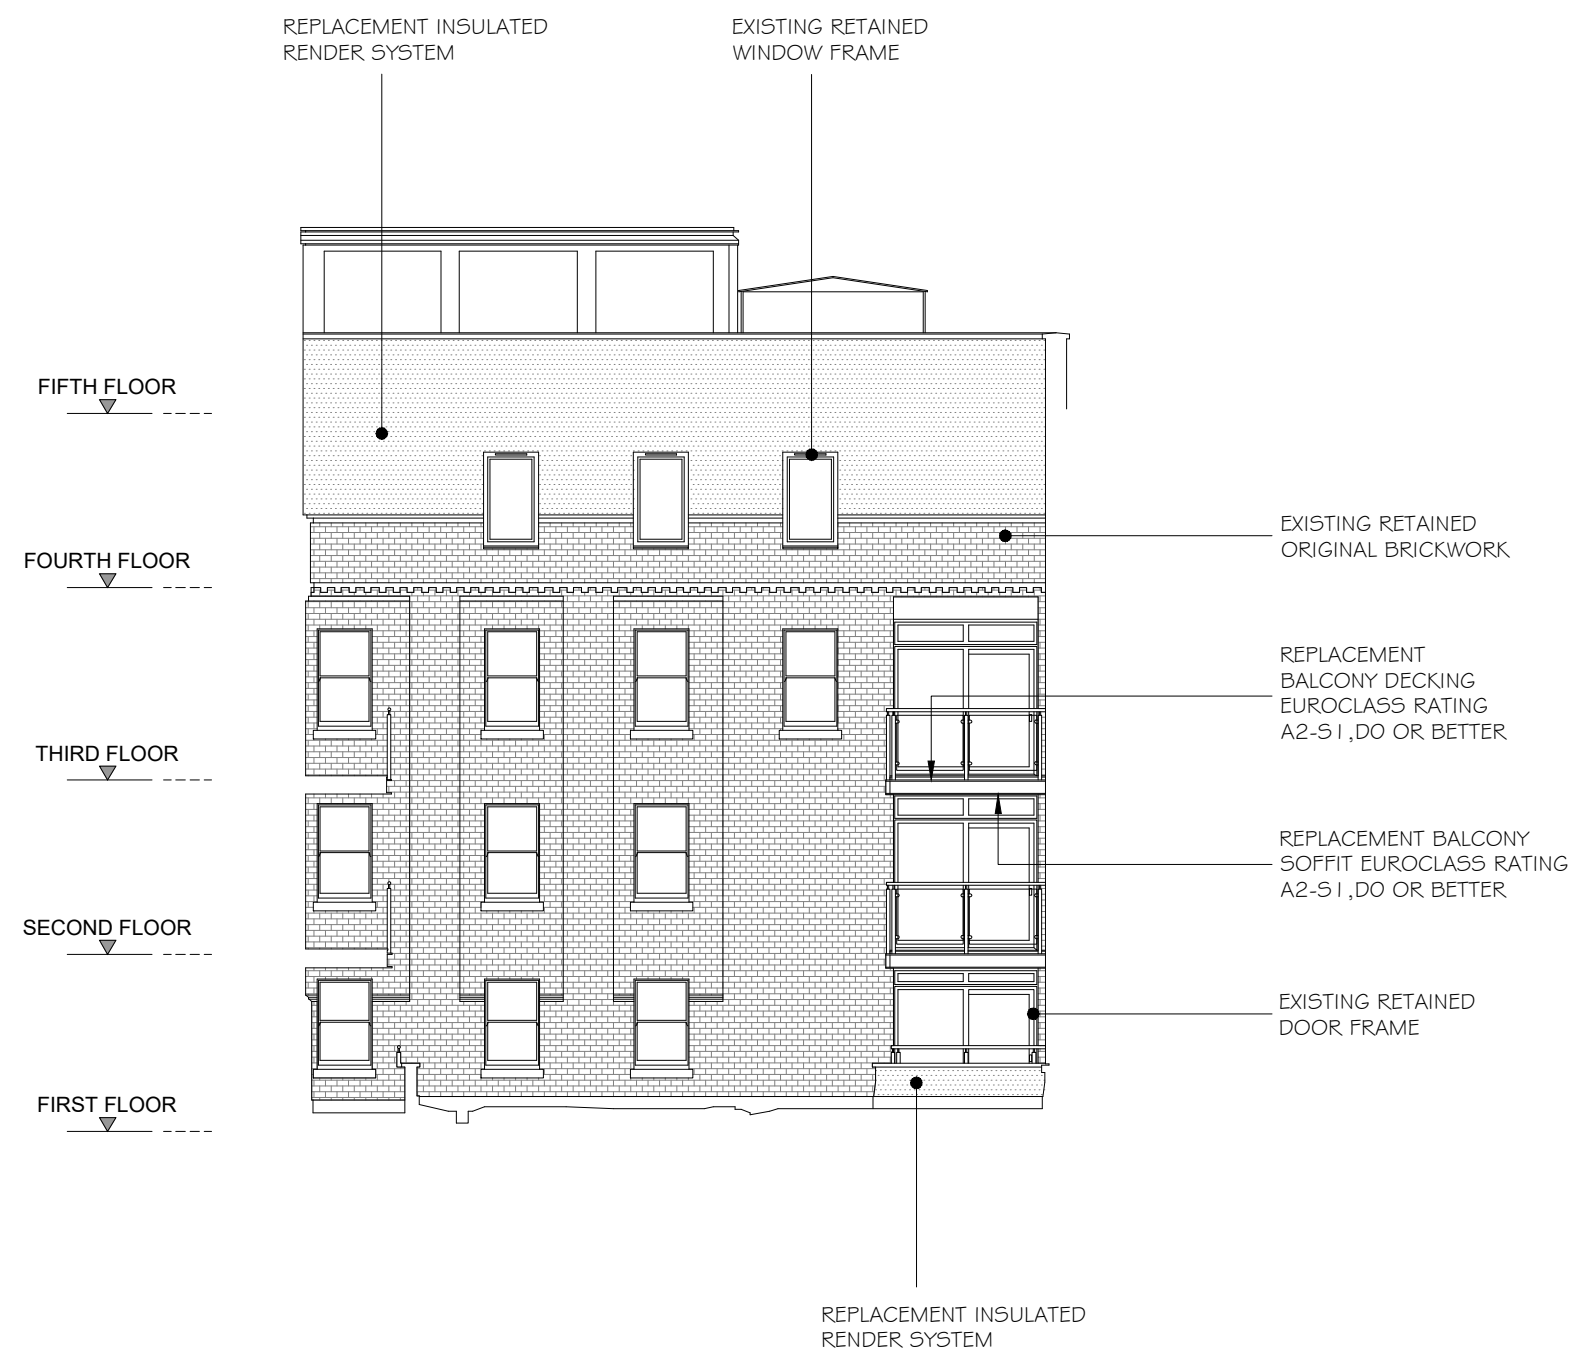 REPLACEMENT INSULATED
RENDER SYSTEM
EXISTING RETAINED
WINDOW FRAME
FIFTH FLOOR
FOURTH FLOOR
THIRD FLOOR
SECOND FLOOR
FIRST FLOOR
EXISTING RETAINED
ORIGINAL BRICKWORK
REPLACEMENT
BALCONY DECKING
EUROCLASS RATING
A2-S1,D0 OR BETTER
REPLACEMENT BALCONY
SOFFIT EUROCLASS RATING
A2-S1,D0 OR BETTER
EXISTING RETAINED
DOOR FRAME
REPLACEMENT INSULATED
RENDER SYSTEM